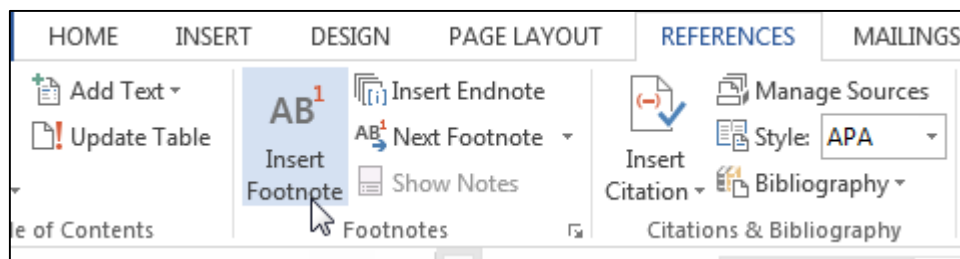 HOME INSERT DESIGN PAGE LAYOUT REFERENCES MAILINGS
Add Text
Update Table
le of Contents
AB1
Insert
Footnote
[i] Insert Endnote
AB1 Next Footnote
Show Notes
Footnotes
(-)
Insert
Citation
Manage Sources
Style: APA
Bibliography
Citations & Bibliography